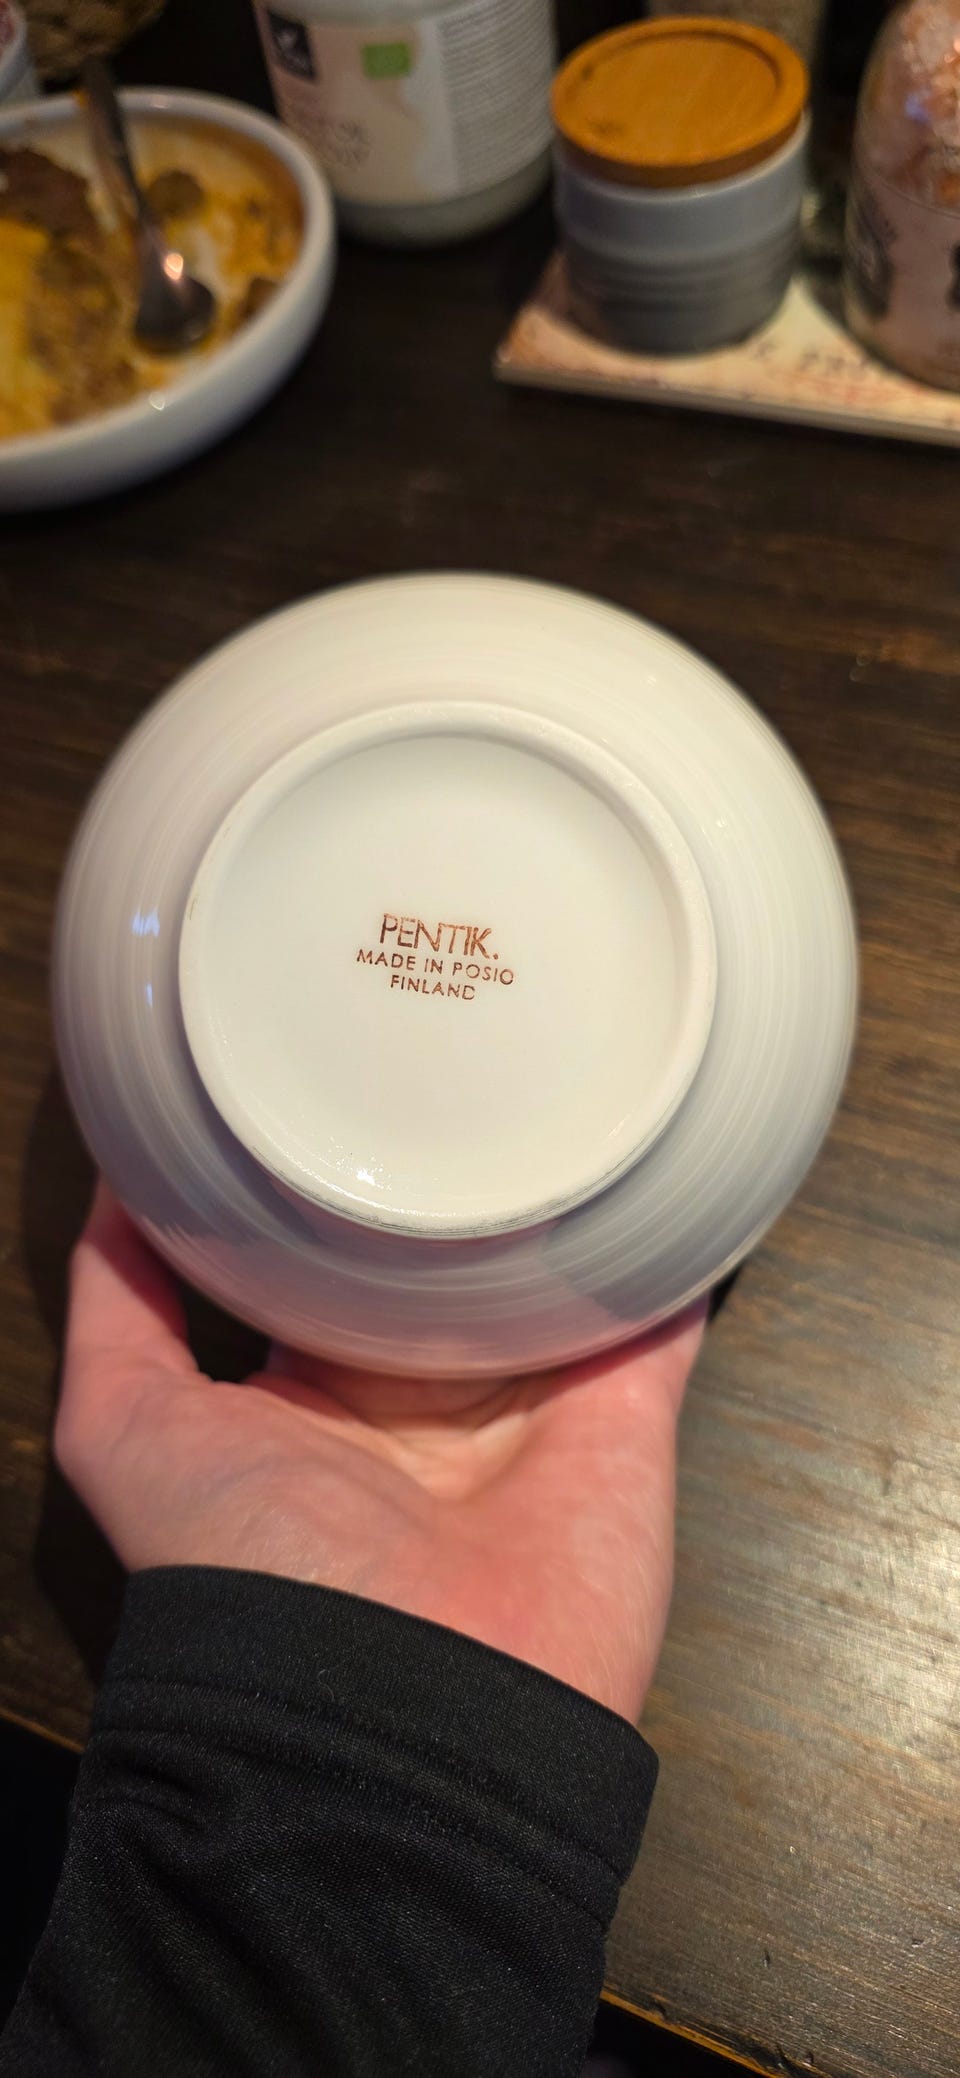 PENTIK.
MADE IN POSIO
FINLAND